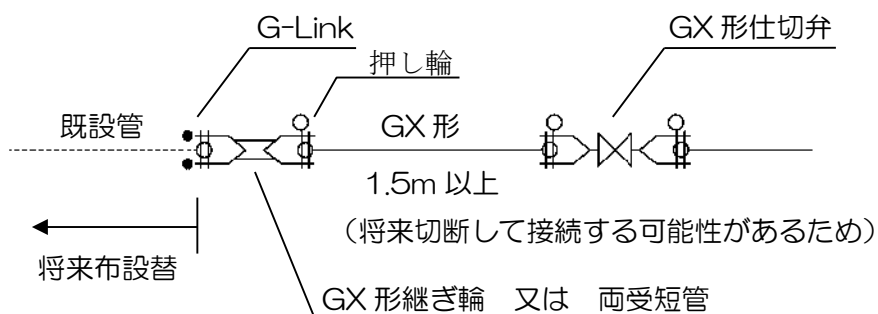 G-Link
GX 形仕切弁
押し輪
既設管
GX 形
1.5m 以上
（将来切断して接続する可能性があるため）
将来布設替
GX 形継ぎ輪　又は　両受短管